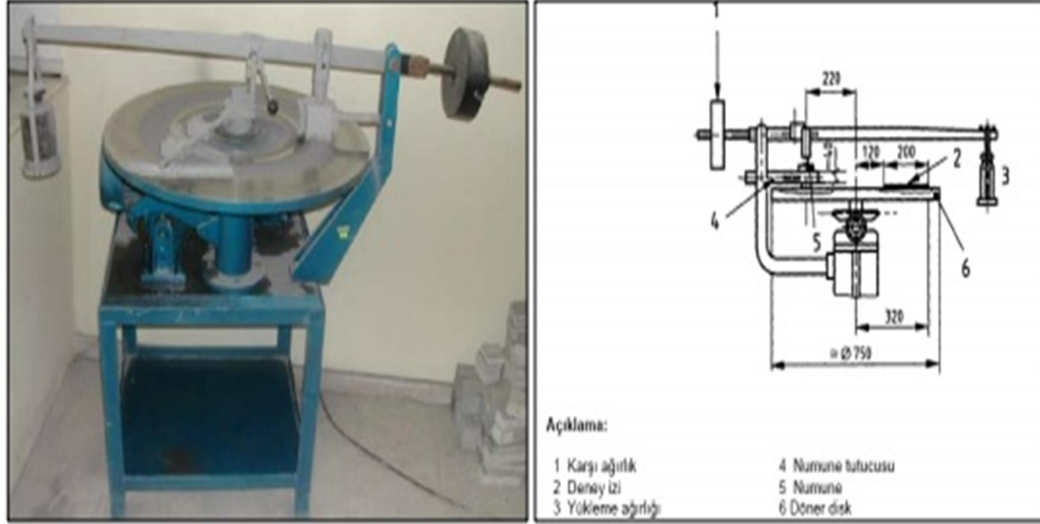 1
220
120
200
2
3
4
5
6
320
≅ Ø 750
Açıklama:
1 Karşı ağırlık
2 Deney izi
3 Yükleme ağırlığı
4 Numune tutucusu
5 Numune
6 Döner disk